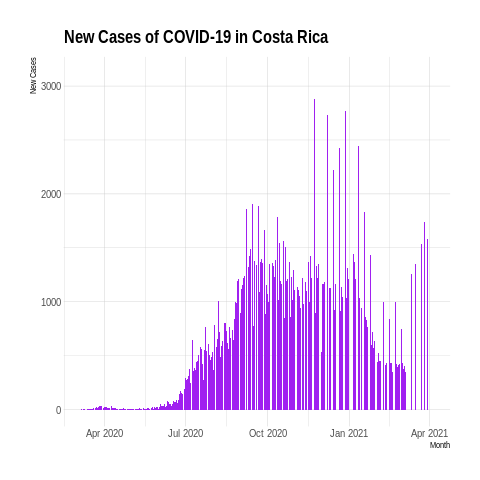 New Cases of COVID-19 in Costa Rica
New Cases
3000
2000
1000
0
Apr 2020 Jul 2020 Oct 2020 Jan 2021 Apr 2021
Month